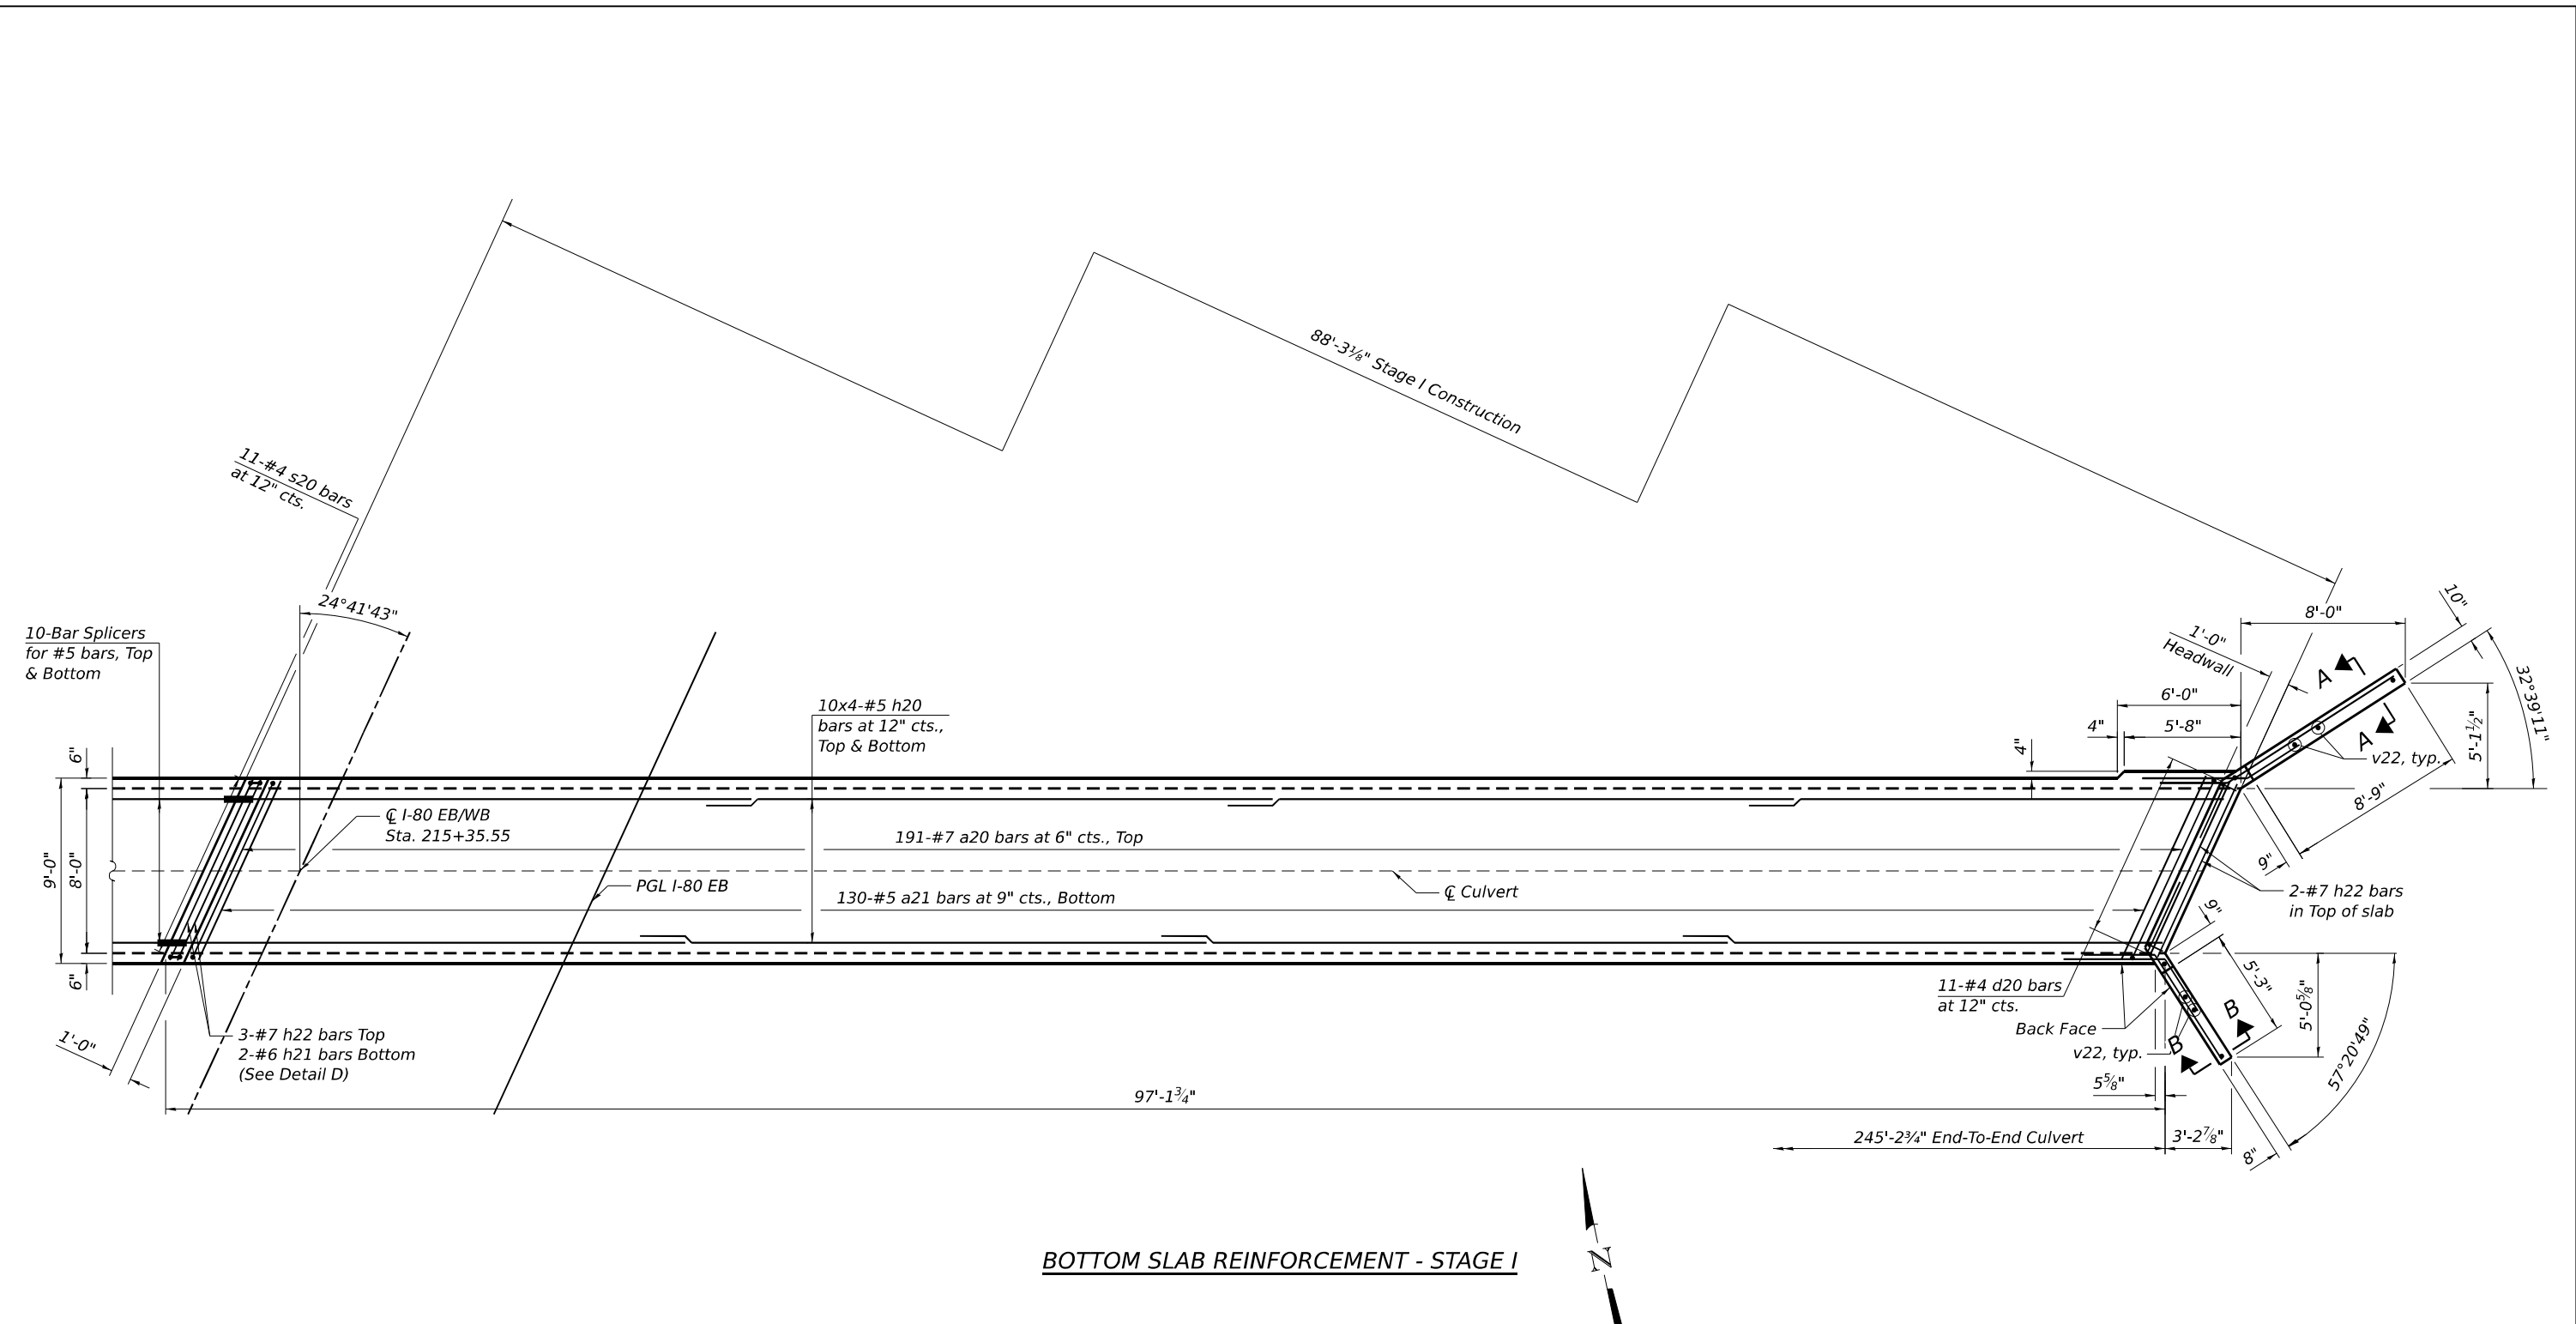 88'-3⅛" Stage I Construction
11-#4 s20 bars
at 12" cts.
24°41'43"
10-Bar Splicers
for #5 bars, Top
& Bottom
10x4-#5 h20
bars at 12" cts.,
Top & Bottom
℄ I-80 EB/WB
Sta. 215+35.55
191-#7 a20 bars at 6" cts., Top
PGL I-80 EB
130-#5 a21 bars at 9" cts., Bottom
℄ Culvert
6"
9'-0"
8'-0"
6"
1'-0"
3-#7 h22 bars Top
2-#6 h21 bars Bottom
(See Detail D)
97'-1¾"
245'-2¾" End-To-End Culvert
3'-2⅞"
5⅝"
8"
8'-0"
10"
1'-0"
Headwall
6'-0"
4"
5'-8"
4"
A
A
32°39'11"
5'-1½"
v22, typ.
8'-9"
9"
2-#7 h22 bars
in Top of slab
9"
11-#4 d20 bars
at 12" cts.
Back Face
v22, typ.
5'-3"
B
B
5'-0⅝"
57°20'49"
N
BOTTOM SLAB REINFORCEMENT - STAGE I